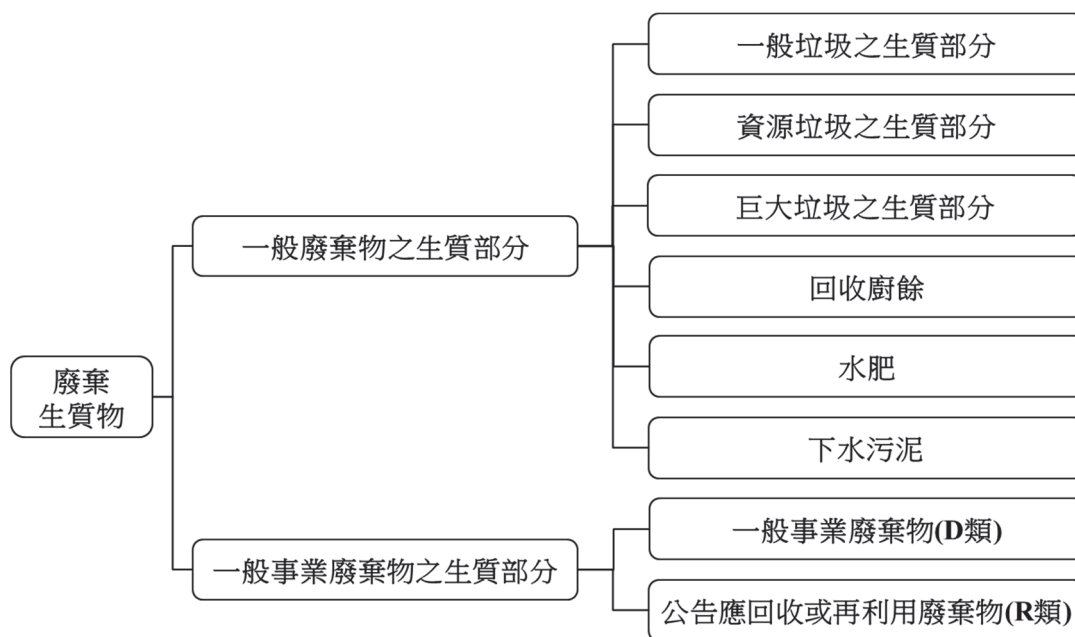 廢棄
生質物
一般廢棄物之生質部分
一般垃圾之生質部分
資源垃圾之生質部分
巨大垃圾之生質部分
回收廚餘
水肥
下水污泥
一般事業廢棄物之生質部分
一般事業廢棄物(D類)
公告應回收或再利用廢棄物(R類)